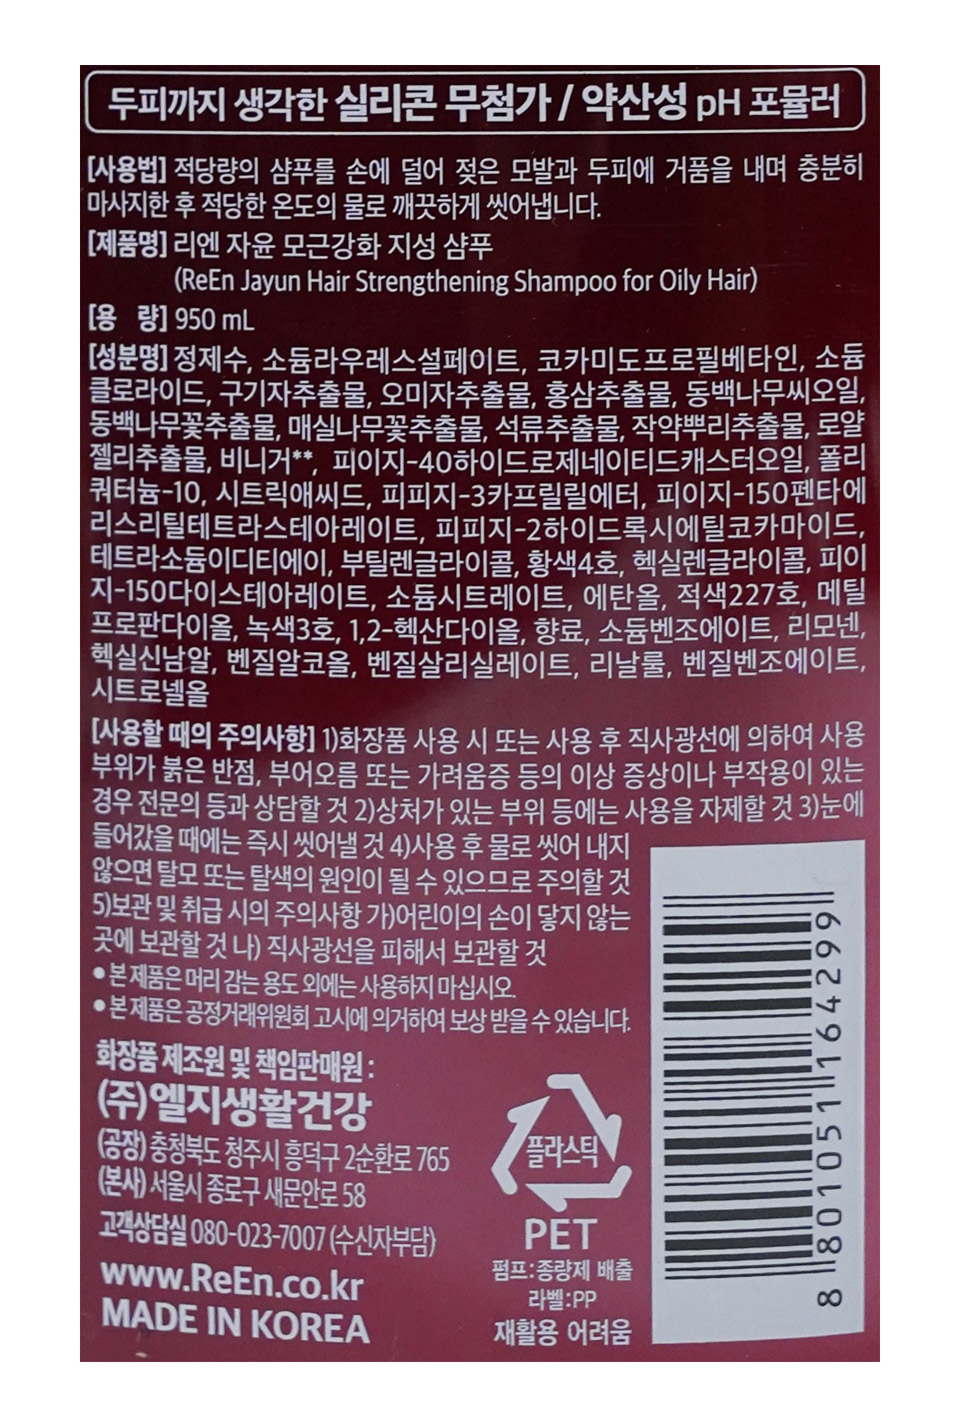 두피까지 생각한 실리콘 무첨가 / 약산성 pH 포뮬러
[사용법] 적당량의 샴푸를 손에 덜어 젖은 모발과 두피에 거품을 내며 충분히
마사지한 후 적당한 온도의 물로 깨끗하게 씻어냅니다.
[제품명] 리엔 자윤 모근강화 지성 샴푸
(ReEn Jayun Hair Strengthening Shampoo for Oily Hair)
[용 량] 950 mL
[성분명] 정제수, 소듐라우레스설페이트, 코카미도프로필베타인, 소듐
클로라이드, 구기자추출물, 오미자추출물, 홍삼추출물, 동백나무씨오일,
동백나무꽃추출물, 매실나무꽃추출물, 석류추출물, 작약뿌리추출물, 로얄
젤리추출물, 비니거**, 피이지-40하이드로제네이티드캐스터오일, 폴리
쿼터늄-10, 시트릭애씨드, 피피지-3카프릴릴에터, 피이지-150펜타에
리스리틸테트라스테아레이트, 피피지-2하이드록시에틸코카마이드,
테트라소듐이디티에이, 부틸렌글라이콜, 황색4호, 헥실렌글라이콜, 피이
지-150다이스테아레이트, 소듐시트레이트, 에탄올, 적색227호, 메틸
프로판다이올, 녹색3호, 1,2-헥산다이올, 향료, 소듐벤조에이트, 리모넨,
헥실신남알, 벤질알코올, 벤질살리실레이트, 리날룰, 벤질벤조에이트,
시트로넬올
[사용할 때의 주의사항] 1)화장품 사용 시 또는 사용 후 직사광선에 의하여 사용
부위가 붉은 반점, 부어오름 또는 가려움증 등의 이상 증상이나 부작용이 있는
경우 전문의 등과 상담할 것 2)상처가 있는 부위 등에는 사용을 자제할 것 3)눈에
들어갔을 때에는 즉시 씻어낼 것 4)사용 후 물로 씻어 내지
않으면 탈모 또는 탈색의 원인이 될 수 있으므로 주의할 것
5)보관 및 취급 시의 주의사항 가)어린이의 손이 닿지 않는
곳에 보관할 것 나) 직사광선을 피해서 보관할 것
• 본 제품은 머리 감는 용도 외에는 사용하지 마십시오.
• 본 제품은 공정거래위원회 고시에 의거하여 보상 받을 수 있습니다.
화장품 제조원 및 책임판매원 :
(주)엘지생활건강
(공장) 충청북도 청주시 흥덕구 2순환로 765
(본사) 서울시 종로구 새문안로 58
고객상담실 080-023-7007 (수신자부담)
www.ReEn.co.kr
MADE IN KOREA
플라스틱
PET
펌프:종량제 배출
라벨:PP
재활용 어려움
8 801051 164299